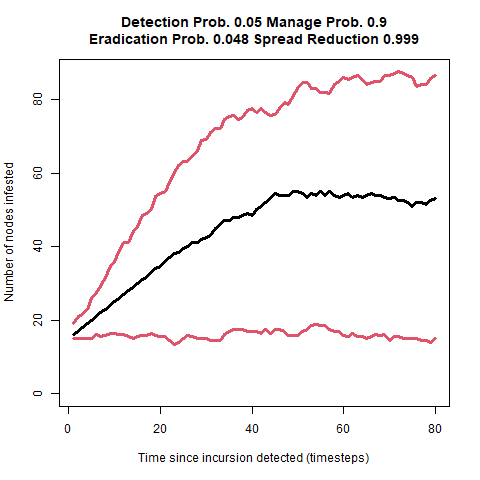 Detection Prob. 0.05 Manage Prob. 0.9
Eradication Prob. 0.048 Spread Reduction 0.999
Number of nodes infested
80
60
40
20
0
0 20 40 60 80
Time since incursion detected (timesteps)